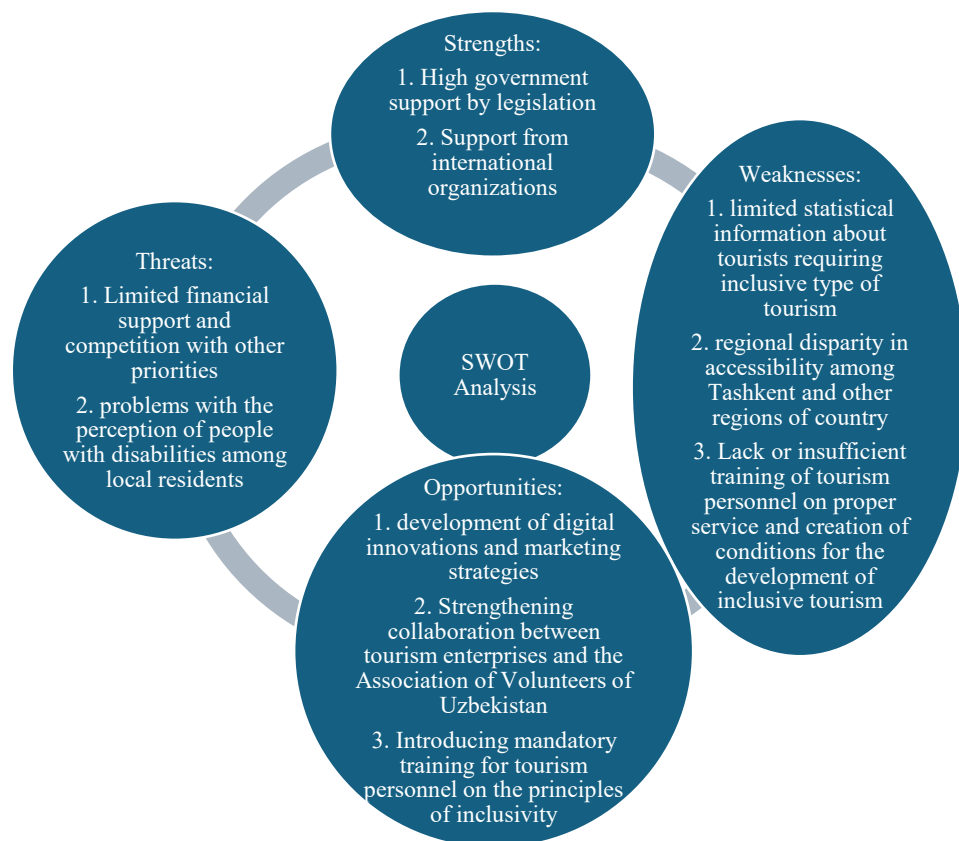 Strengths:
1. High government
support by legislation
2. Support from
international
organizations
Weaknesses:
1. limited statistical
information about
tourists requiring
inclusive type of
tourism
2. regional disparity in
accessibility among
Tashkent and other
regions of country
3. Lack or insufficient
training of tourism
personnel on proper
service and creation of
conditions for the
development of
inclusive tourism
Opportunities:
1. development of digital
innovations and marketing
strategies
2. Strengthening
collaboration between
tourism enterprises and the
Association of Volunteers of
Uzbekistan
3. Introducing mandatory
training for tourism
personnel on the principles
of inclusivity
Threats:
1. Limited financial
support and
competition with other
priorities
2. problems with the
perception of people
with disabilities among
local residents
SWOT
Analysis